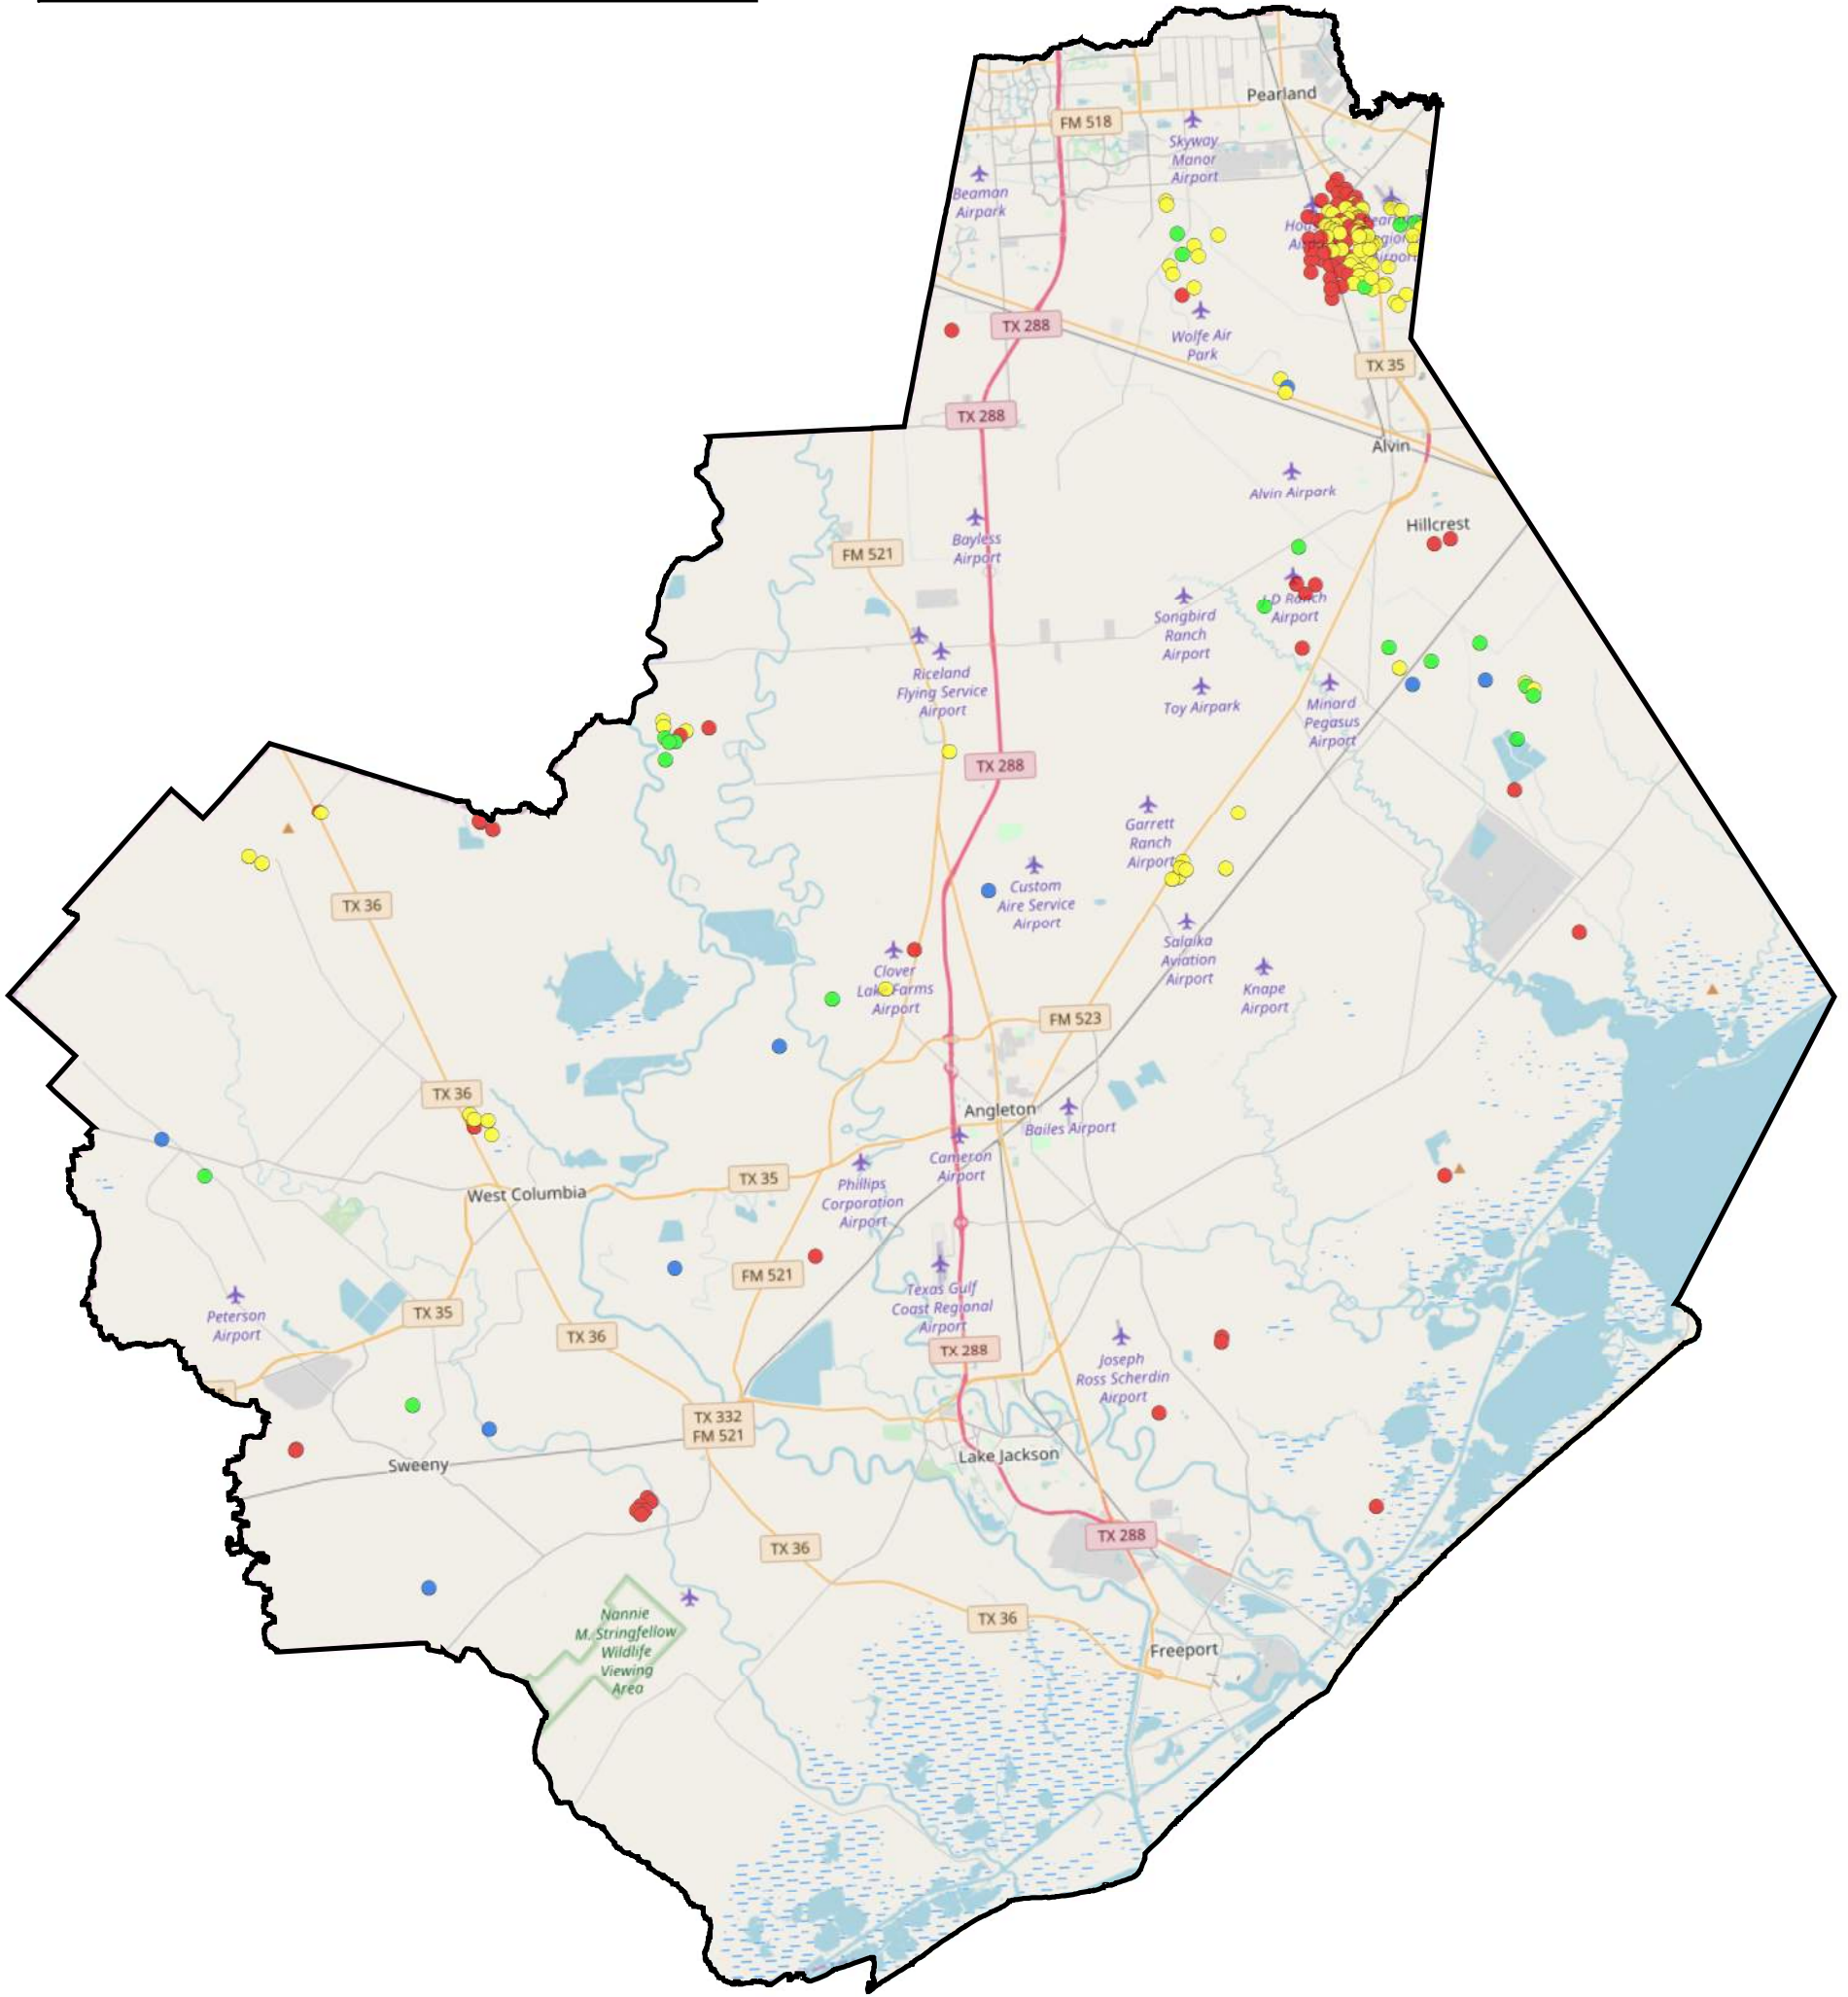 Pearland
FM 518
Skyway
Manor
Airport
Beaman
Airpark
TX 288
Wolfe Air
Park
TX 35
TX 288
Alvin
Alvin Airpark
Hillcrest
Bayless
Airport
FM 521
Songbird
Ranch
Airport
Airport
Riceland
Flying Service
Airport
Toy Airpark
Minard
Pegasus
Airport
TX 288
Garrett
Ranch
Airport
Custom
Aire Service
Airport
TX 36
Salaika
Aviation
Airport
Clover
Lake Farms
Airport
Knape
Airport
FM 523
TX 36
Angleton
Bailes Airport
Cameron
Airport
TX 35
Phillips
Corporation
Airport
West Columbia
FM 521
Texas Gulf
Coast Regional
Airport
Peterson
Airport
TX 35
TX 36
TX 288
Joseph
Ross Scherdin
Airport
TX 332
FM 521
Lake Jackson
Sweeny
TX 288
TX 36
Nannie
M. Stringfellow
Wildlife
Viewing
Area
TX 36
Freeport